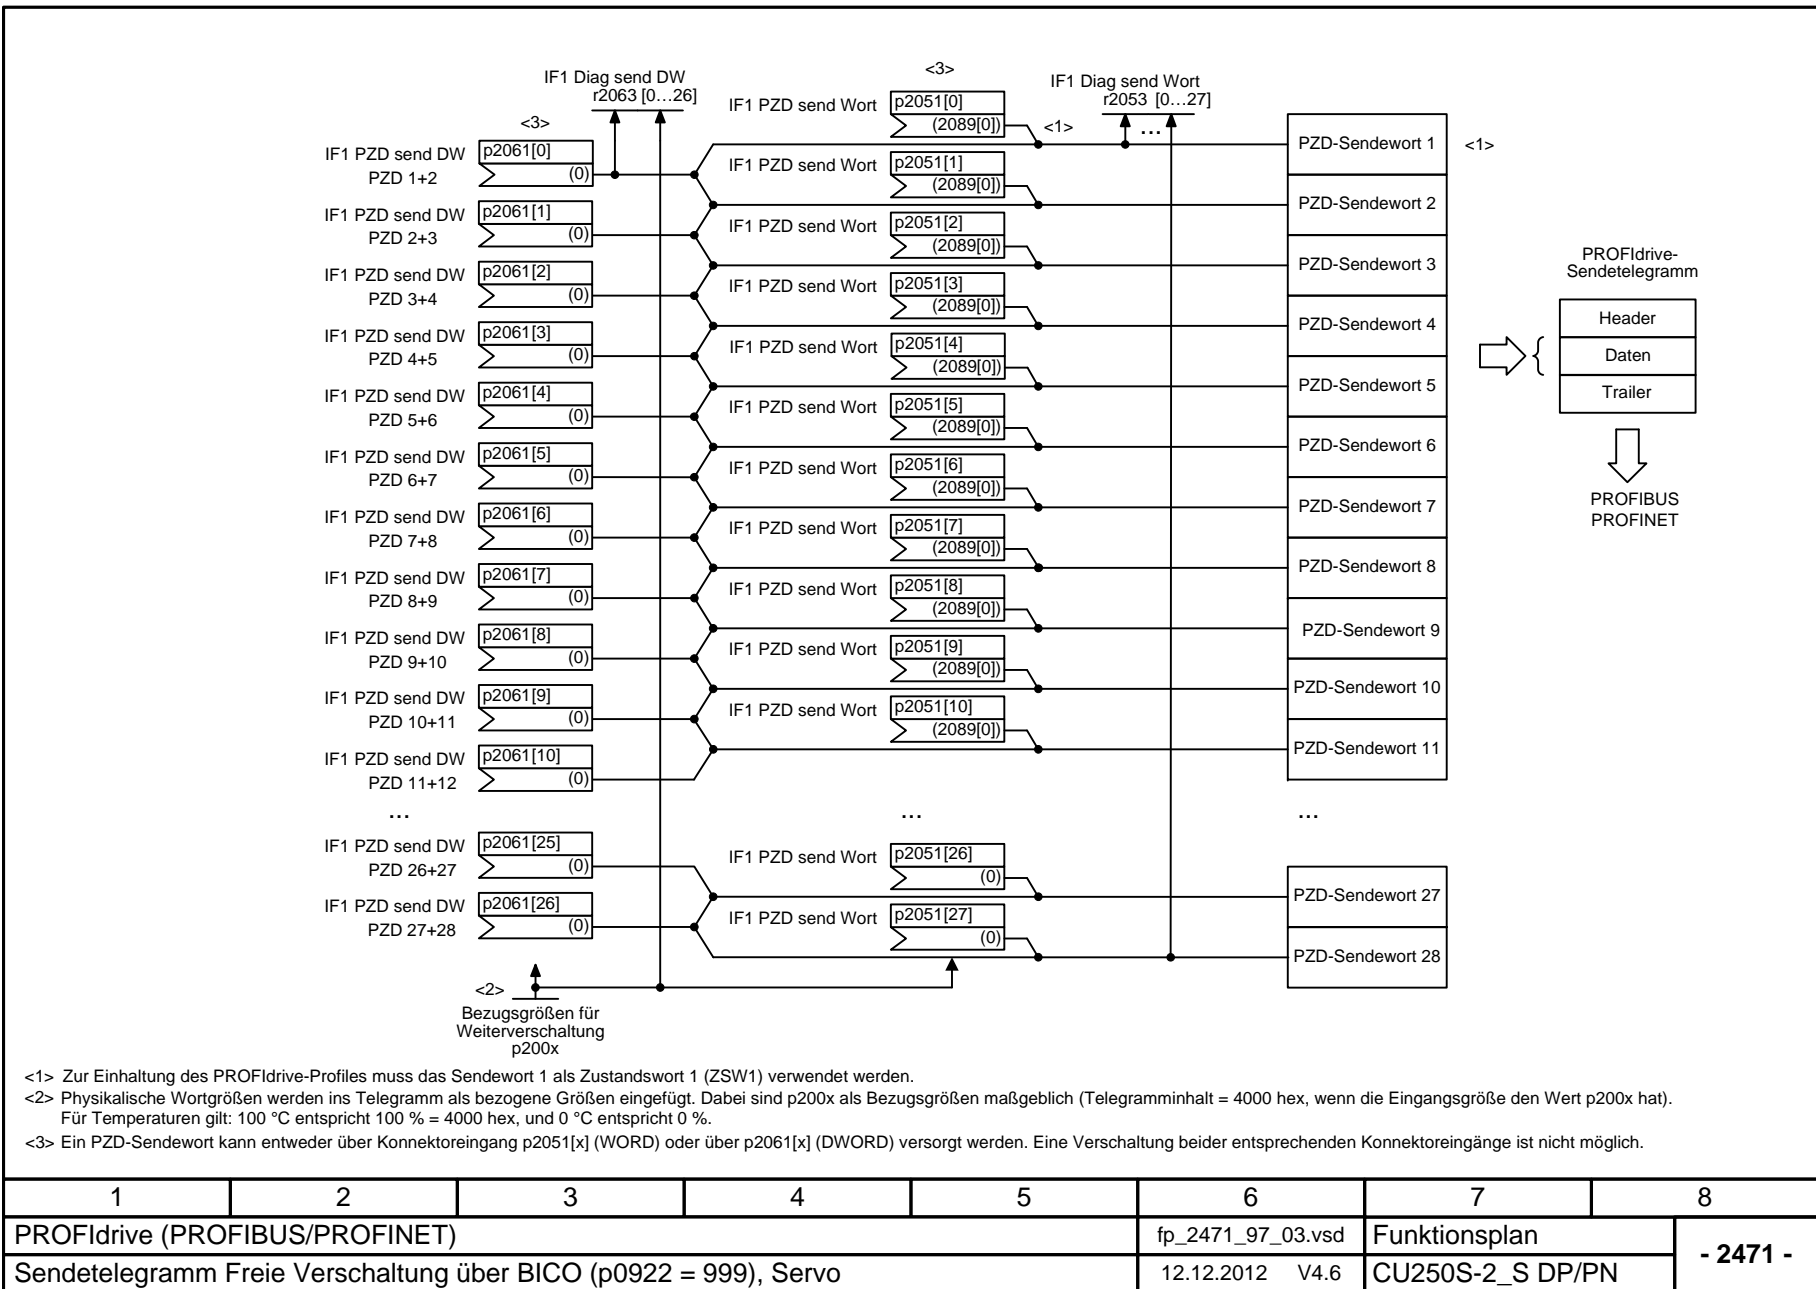 IF1 Diag send DW
r2063 [0…26]
<3>
IF1 PZD send DW
PZD 1+2
p2061[0]
(0)
IF1 PZD send DW
PZD 2+3
p2061[1]
(0)
IF1 PZD send DW
PZD 3+4
p2061[2]
(0)
IF1 PZD send DW
PZD 4+5
p2061[3]
(0)
IF1 PZD send DW
PZD 5+6
p2061[4]
(0)
IF1 PZD send DW
PZD 6+7
p2061[5]
(0)
IF1 PZD send DW
PZD 7+8
p2061[6]
(0)
IF1 PZD send DW
PZD 8+9
p2061[7]
(0)
IF1 PZD send DW
PZD 9+10
p2061[8]
(0)
IF1 PZD send DW
PZD 10+11
p2061[9]
(0)
IF1 PZD send DW
PZD 11+12
p2061[10]
(0)
...
IF1 PZD send DW
PZD 26+27
p2061[25]
(0)
IF1 PZD send DW
PZD 27+28
p2061[26]
(0)
<2>
Bezugsgrößen für
Weiterverschaltung
p200x
<3>
IF1 PZD send Wort
p2051[0]
(2089[0])
IF1 PZD send Wort
p2051[1]
(2089[0])
IF1 PZD send Wort
p2051[2]
(2089[0])
IF1 PZD send Wort
p2051[3]
(2089[0])
IF1 PZD send Wort
p2051[4]
(2089[0])
IF1 PZD send Wort
p2051[5]
(2089[0])
IF1 PZD send Wort
p2051[6]
(2089[0])
IF1 PZD send Wort
p2051[7]
(2089[0])
IF1 PZD send Wort
p2051[8]
(2089[0])
IF1 PZD send Wort
p2051[9]
(2089[0])
IF1 PZD send Wort
p2051[10]
(2089[0])
...
IF1 PZD send Wort
p2051[26]
(0)
IF1 PZD send Wort
p2051[27]
(0)
IF1 Diag send Wort
r2053 [0…27]
<1>
...
PZD-Sendewort 1
<1>
PZD-Sendewort 2
PZD-Sendewort 3
PZD-Sendewort 4
PZD-Sendewort 5
PZD-Sendewort 6
PZD-Sendewort 7
PZD-Sendewort 8
PZD-Sendewort 9
PZD-Sendewort 10
PZD-Sendewort 11
...
PZD-Sendewort 27
PZD-Sendewort 28
PROFIdrive-
Sendetelegramm
Header
Daten
Trailer
PROFIBUS
PROFINET
<1> Zur Einhaltung des PROFIdrive-Profiles muss das Sendewort 1 als Zustandswort 1 (ZSW1) verwendet werden.
<2> Physikalische Wortgrößen werden ins Telegramm als bezogene Größen eingefügt. Dabei sind p200x als Bezugsgrößen maßgeblich (Telegramminhalt = 4000 hex, wenn die Eingangsgröße den Wert p200x hat).
Für Temperaturen gilt: 100 °C entspricht 100 % = 4000 hex, und 0 °C entspricht 0 %.
<3> Ein PZD-Sendewort kann entweder über Konnektoreingang p2051[x] (WORD) oder über p2061[x] (DWORD) versorgt werden. Eine Verschaltung beider entsprechenden Konnektoreingänge ist nicht möglich.
1 2 3 4 5 6 7 8
PROFIdrive (PROFIBUS/PROFINET) fp_2471_97_03.vsd Funktionsplan
- 2471 -
Sendetelegramm Freie Verschaltung über BICO (p0922 = 999), Servo 12.12.2012 V4.6 CU250S-2_S DP/PN